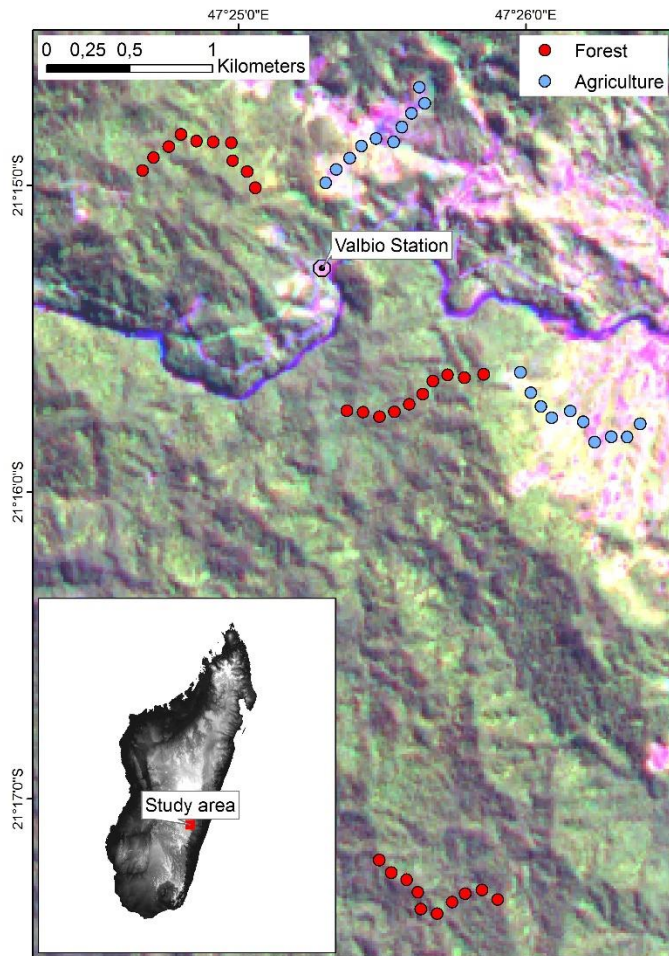 47°25'0"E 47°26'0"E
0 0,25 0,5 1
Kilometers
Forest
Agriculture
21°15'0"S
Valbio Station
21°16'0"S
Study area
21°17'0"S